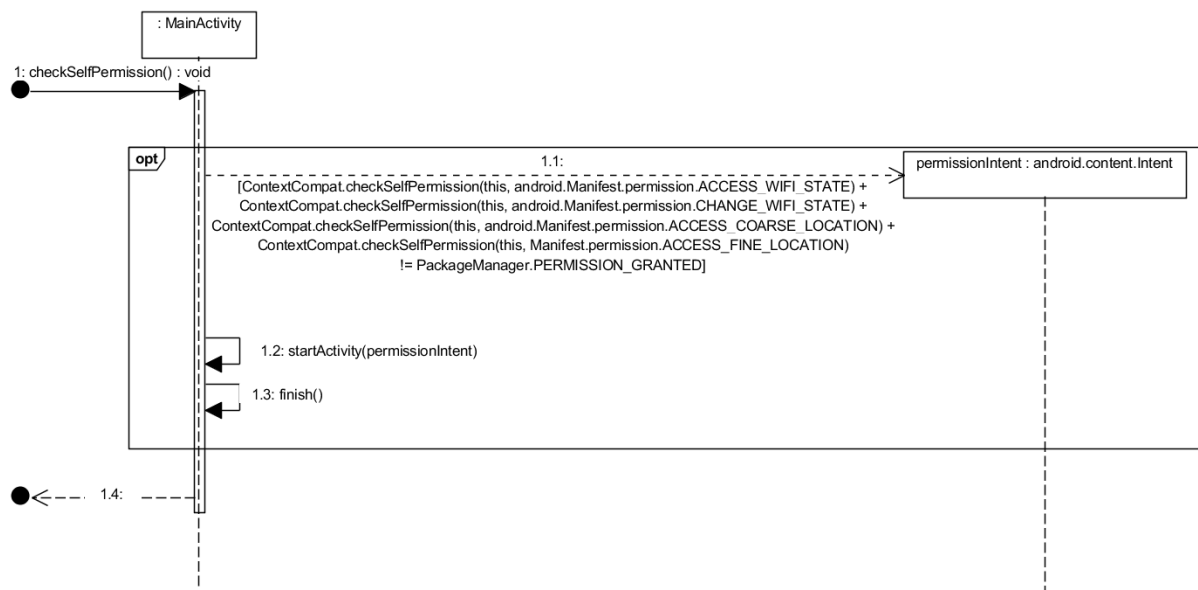 : MainActivity
1: checkSelfPermission() : void
opt
1.1:
permissionIntent : android.content.Intent
[ContextCompat.checkSelfPermission(this, android.Manifest.permission.ACCESS_WIFI_STATE) +
ContextCompat.checkSelfPermission(this, android.Manifest.permission.CHANGE_WIFI_STATE) +
ContextCompat.checkSelfPermission(this, android.Manifest.permission.ACCESS_COARSE_LOCATION) +
ContextCompat.checkSelfPermission(this, Manifest.permission.ACCESS_FINE_LOCATION)
!= PackageManager.PERMISSION_GRANTED]
1.2: startActivity(permissionIntent)
1.3: finish()
1.4: